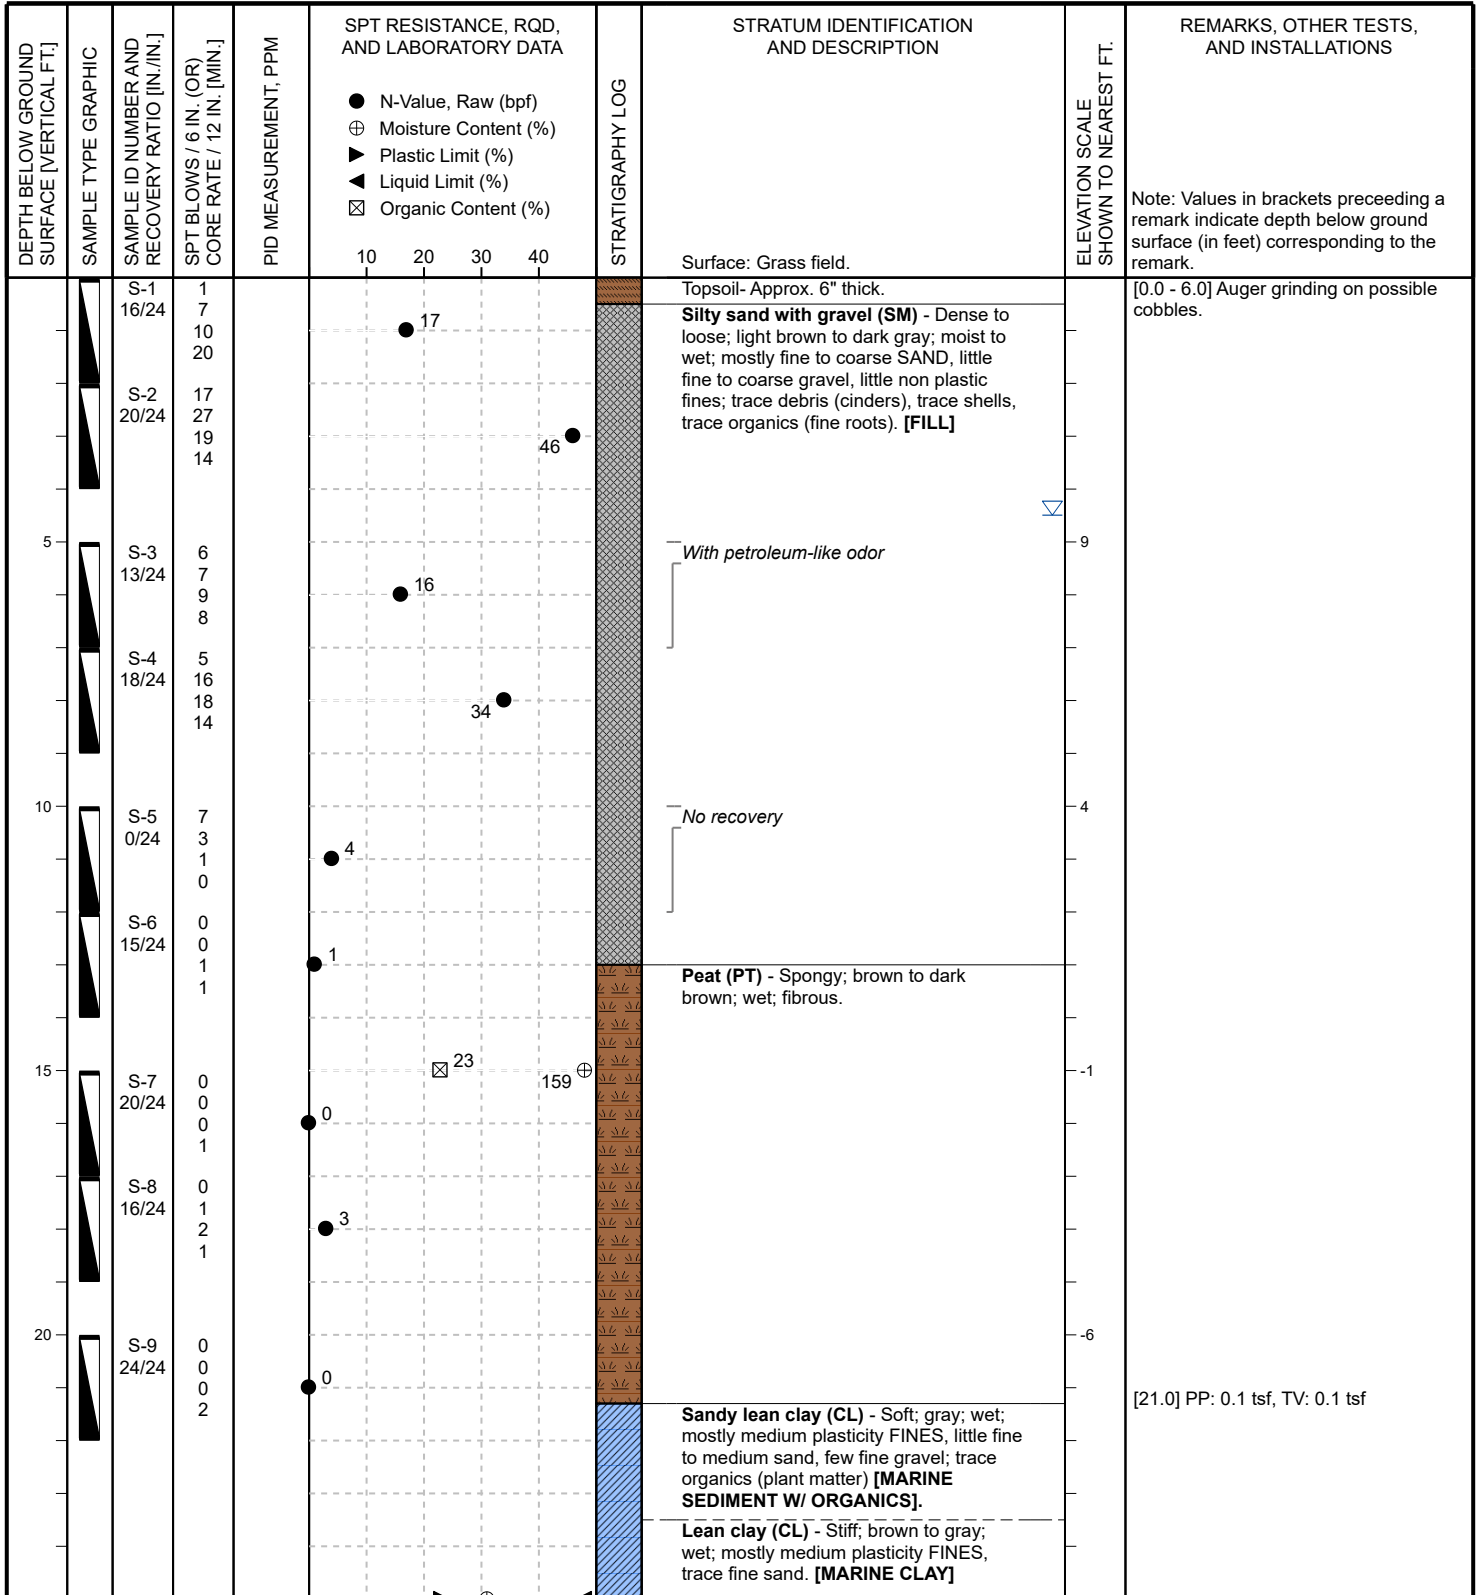 DEPTH BELOW GROUND
SURFACE [VERTICAL FT.]
SAMPLE TYPE GRAPHIC
SAMPLE ID NUMBER AND
RECOVERY RATIO [IN./IN.]
SPT BLOWS / 6 IN. (OR)
CORE RATE / 12 IN. [MIN.]
PID MEASUREMENT, PPM
SPT RESISTANCE, RQD,
AND LABORATORY DATA
N-Value, Raw (bpf)
Moisture Content (%)
Plastic Limit (%)
Liquid Limit (%)
Organic Content (%)
10 20 30 40
STRATIGRAPHY LOG
STRATUM IDENTIFICATION
AND DESCRIPTION
Surface: Grass field.
ELEVATION SCALE
SHOWN TO NEAREST FT.
REMARKS, OTHER TESTS,
AND INSTALLATIONS
Note: Values in brackets preceeding a
remark indicate depth below ground
surface (in feet) corresponding to the
remark.
S-1 1
16/24 7
10
20
17
Topsoil- Approx. 6" thick.
[0.0 - 6.0] Auger grinding on possible
cobbles.
Silty sand with gravel (SM) - Dense to
loose; light brown to dark gray; moist to
wet; mostly fine to coarse SAND, little
fine to coarse gravel, little non plastic
fines; trace debris (cinders), trace shells,
trace organics (fine roots). [FILL]
S-2 17
20/24 27
19
14
46
5
S-3 6
13/24 7
9
8
16
With petroleum-like odor
9
S-4 5
18/24 16
18
14
34
10
S-5 7
0/24 3
1
0
4
No recovery
4
S-6 0
15/24 0
1
1
1
Peat (PT) - Spongy; brown to dark
brown; wet; fibrous.
15
23
159
-1
S-7 0
20/24 0
0
1
0
S-8 0
16/24 1
2
1
3
20
-6
S-9 0
24/24 0
0
2
0
[21.0] PP: 0.1 tsf, TV: 0.1 tsf
Sandy lean clay (CL) - Soft; gray; wet;
mostly medium plasticity FINES, little fine
to medium sand, few fine gravel; trace
organics (plant matter) [MARINE
SEDIMENT W/ ORGANICS].
Lean clay (CL) - Stiff; brown to gray;
wet; mostly medium plasticity FINES,
trace fine sand. [MARINE CLAY]